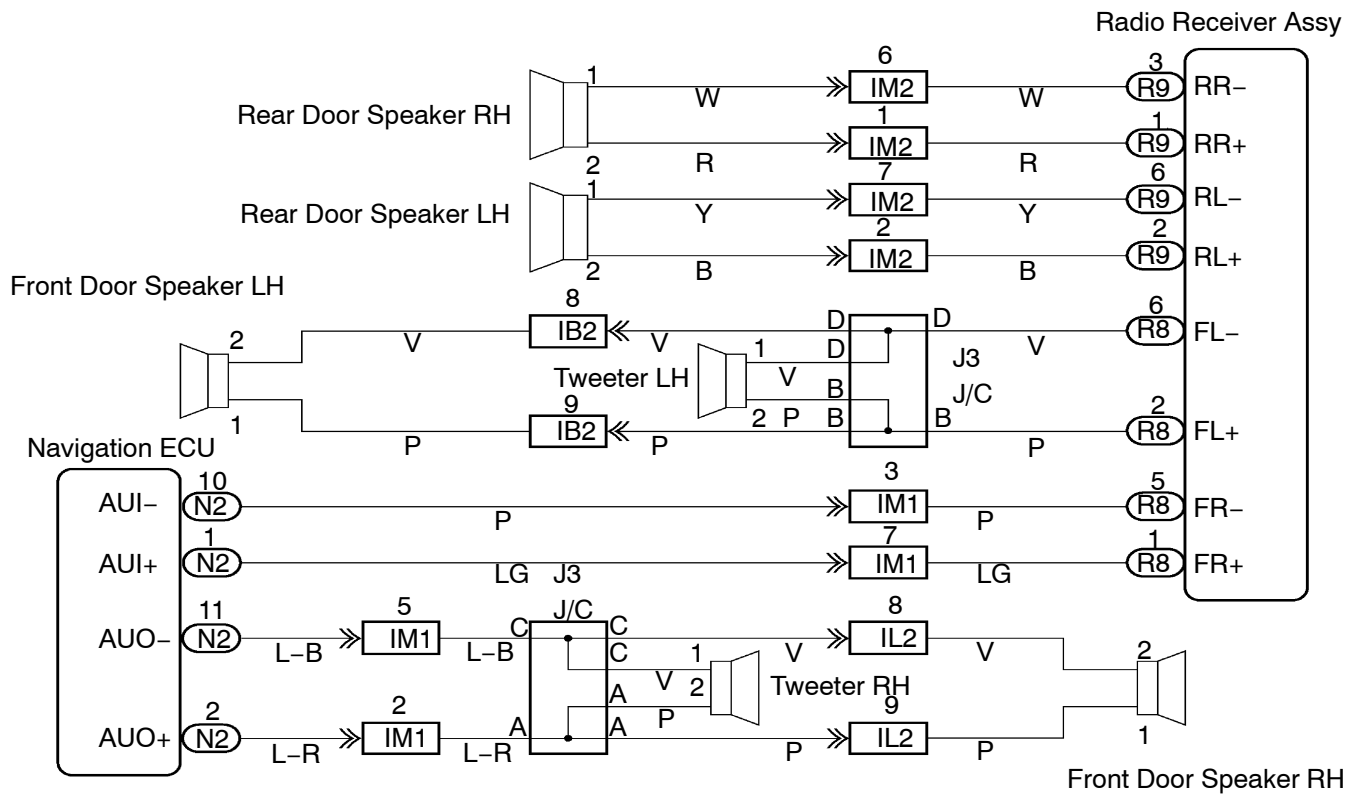 Radio Receiver Assy
6
3
1
IM2
R9
RR−
W
W
Rear Door Speaker RH
1
1
IM2
R9
RR+
2
R
R
7
6
1
IM2
R9
RL−
Rear Door Speaker LH
Y
Y
2
2
IM2
R9
RL+
2
B
B
Front Door Speaker LH
8
6
D
D
2
IB2
R8
FL−
V
V
V
1
D
J3
Tweeter LH
V
B
J/C
9
2
1
2
P
B
B
IB2
R8
FL+
P
P
P
Navigation ECU
10
3
5
AUI−
N2
IM1
R8
FR−
P
P
1
7
1
AUI+
N2
IM1
R8
FR+
LG
J3
LG
11
5
J/C
8
C
C
AUO−
N2
IM1
IL2
L−B
L−B
C
1
V
V
2
V
2
Tweeter RH
A
2
2
P
9
A
A
AUO+
N2
IM1
IL2
1
L−R
L−R
P
P
Front Door Speaker RH